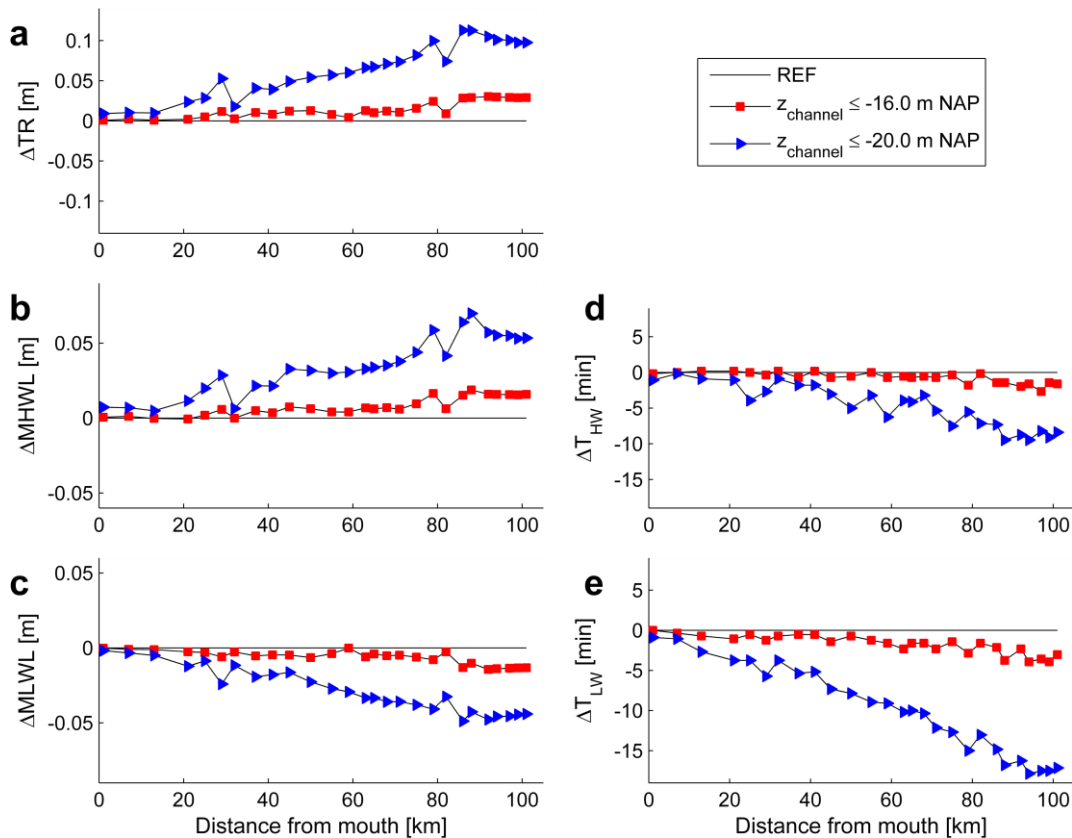 a
ΔTR [m]
0.1
0.05
0
-0.05
-0.1
0 20 40 60 80 100
REF
z_channel ≤ -16.0 m NAP
z_channel ≤ -20.0 m NAP
b
ΔMHWL [m]
0.05
0
-0.05
0 20 40 60 80 100
d
ΔT_HW [min]
5
0
-5
-10
-15
0 20 40 60 80 100
c
ΔMLWL [m]
0.05
0
-0.05
0 20 40 60 80 100
Distance from mouth [km]
e
ΔT_LW [min]
5
0
-5
-10
-15
0 20 40 60 80 100
Distance from mouth [km]